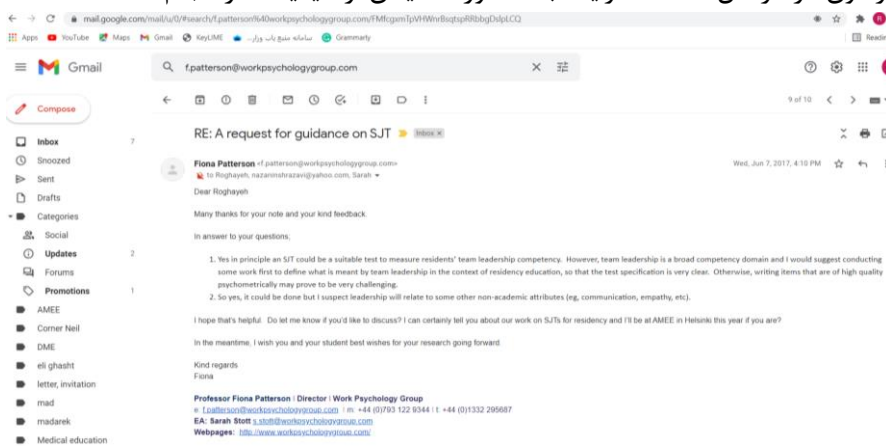 mail.google.com/mail/u/0/#search/f.patterson%40workpsychologygroup.com/FMfcgxmTpVHWnrBsqtspRRbbgDslpLCQ
Apps YouTube Maps Gmail KeyLIME سامانه منبع یاب وزار... Grammarly Readin
Gmail
f.patterson@workpsychologygroup.com
Compose
9 of 10
RE: A request for guidance on SJT Inbox ×
Inbox 7
Snoozed
Sent
Drafts
Categories
Social
Updates 2
Forums
Promotions 1
AMEE
Corner Neil
DME
eli ghasht
letter, invitation
mad
madarek
Medical education
Fiona Patterson <f.patterson@workpsychologygroup.com> Wed, Jun 7, 2017, 4:10 PM
to Roghayeh, nazarimohrazavi@yahoo.com, Sarah
Dear Roghayeh
Many thanks for your note and your kind feedback.
In answer to your questions;
1. Yes in principle an SJT could be a suitable test to measure residents' team leadership competency. However, team leadership is a broad competency domain and I would suggest conducting
some work first to define what is meant by team leadership in the context of residency education, so that the test specification is very clear. Otherwise, writing items that are of high quality
psychometrically may prove to be very challenging.
2. So yes, it could be done but I suspect leadership will relate to some other non-academic attributes (eg, communication, empathy, etc).
I hope that's helpful. Do let me know if you'd like to discuss? I can certainly tell you about our work on SJTs for residency and I'll be at AMEE in Helsinki this year if you are?
In the meantime, I wish you and your student best wishes for your research going forward.
Kind regards
Fiona
Professor Fiona Patterson | Director | Work Psychology Group
e: f.patterson@workpsychologygroup.com | m: +44 (0)793 122 9344 | t: +44 (0)1332 295687
EA: Sarah Stott s.stott@workpsychologygroup.com
Webpages: http://www.workpsychologygroup.com/